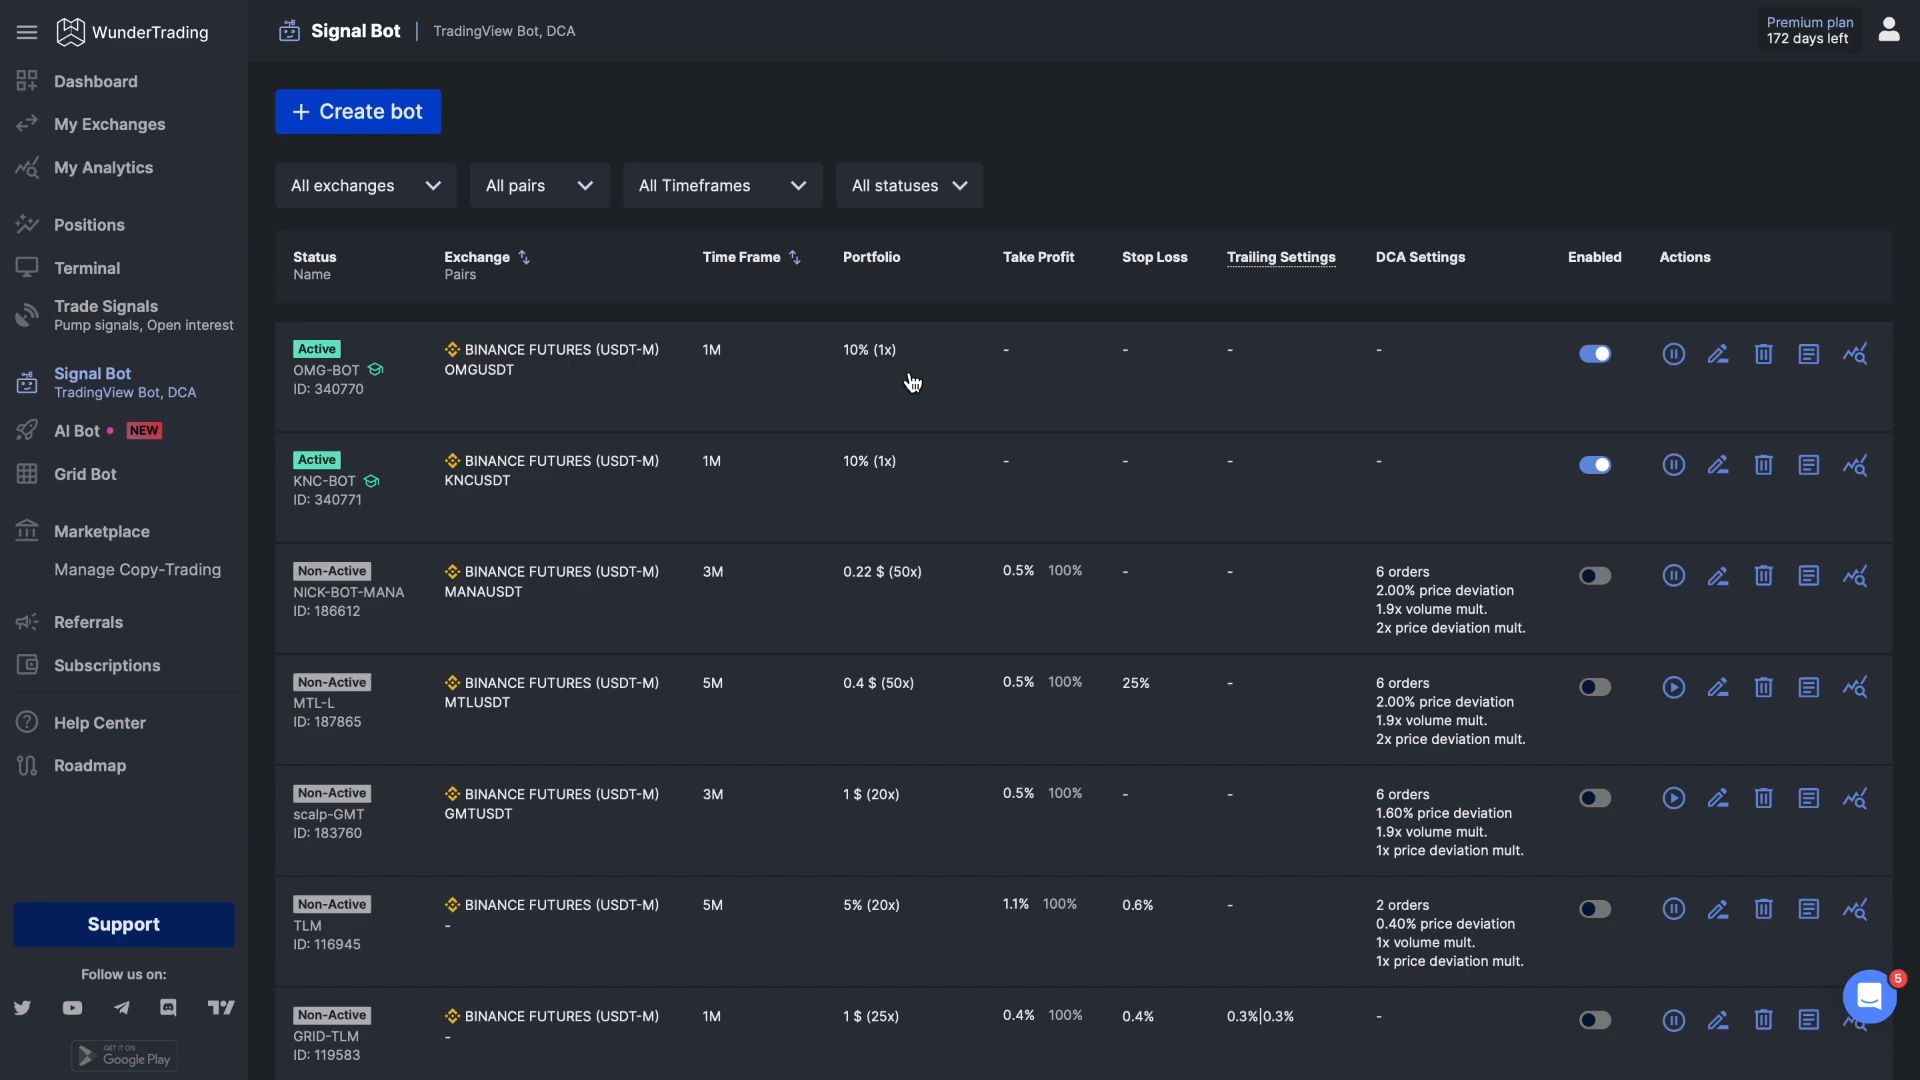 WunderTrading
Signal Bot
TradingView Bot, DCA
Premium plan
172 days left
Dashboard
My Exchanges
My Analytics
Positions
Terminal
Trade Signals
Pump signals, Open interest
Signal Bot
TradingView Bot, DCA
AI Bot NEW
Grid Bot
Marketplace
Manage Copy-Trading
Referrals
Subscriptions
Help Center
Roadmap
Support
Follow us on:
GET IT ON
Google Play
+ Create bot
All exchanges All pairs All Timeframes All statuses
Status Exchange Time Frame Portfolio Take Profit Stop Loss Trailing Settings DCA Settings Enabled Actions
Name Pairs
Active BINANCE FUTURES (USDT-M) 1M 10% (1x) - - - -
OMG-BOT OMGUSDT
ID: 340770
Active BINANCE FUTURES (USDT-M) 1M 10% (1x) - - - -
KNC-BOT KNCUSDT
ID: 340771
Non-Active BINANCE FUTURES (USDT-M) 3M 0.22 $ (50x) 0.5% 100% - - 6 orders
NICK-BOT-MANA MANAUSDT 2.00% price deviation
ID: 186612 1.9x volume mult.
2x price deviation mult.
Non-Active BINANCE FUTURES (USDT-M) 5M 0.4 $ (50x) 0.5% 100% 25% - 6 orders
MTL-L MTLUSDT 2.00% price deviation
ID: 187865 1.9x volume mult.
2x price deviation mult.
Non-Active BINANCE FUTURES (USDT-M) 3M 1 $ (20x) 0.5% 100% - - 6 orders
scalp-GMT GMTUSDT 1.60% price deviation
ID: 183760 1.9x volume mult.
1x price deviation mult.
Non-Active BINANCE FUTURES (USDT-M) 5M 5% (20x) 1.1% 100% 0.6% - 2 orders
TLM - 0.40% price deviation
ID: 116945 1x volume mult.
1x price deviation mult.
Non-Active BINANCE FUTURES (USDT-M) 1M 1 $ (25x) 0.4% 100% 0.4% 0.3%|0.3% -
GRID-TLM -
ID: 119583
5